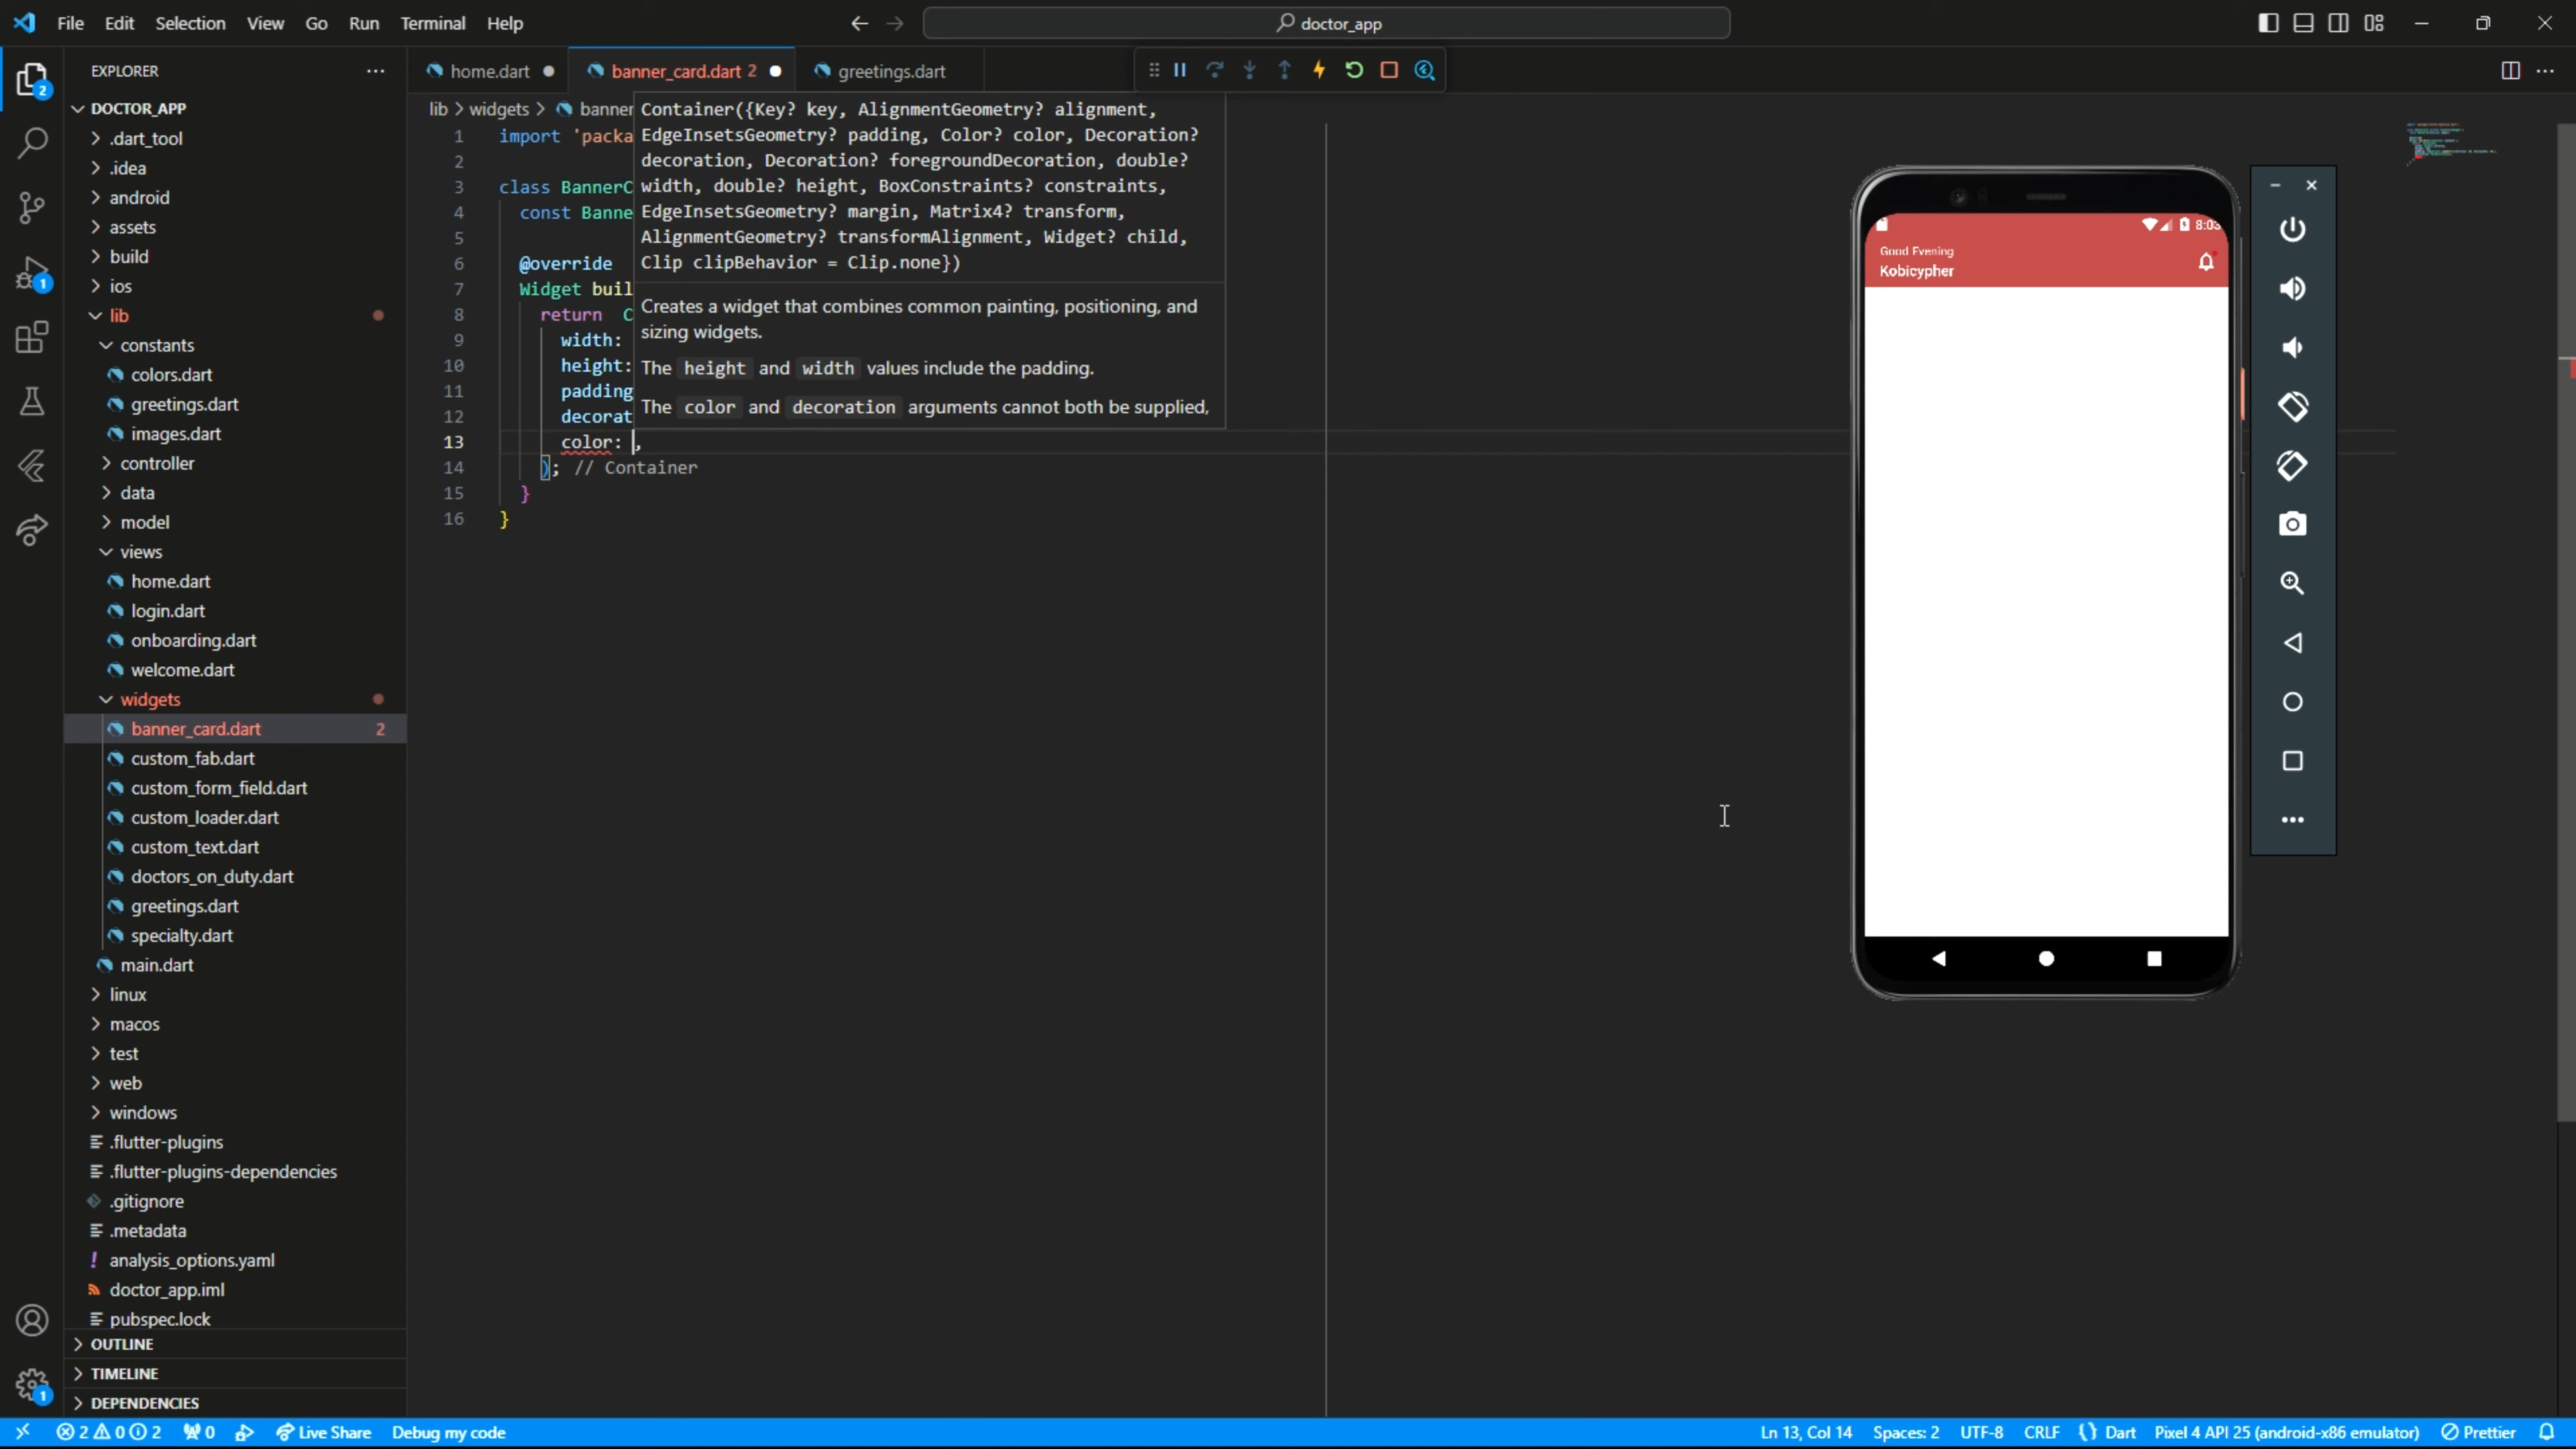 File Edit Selection View Go Run Terminal Help
doctor_app
EXPLORER
home.dart
banner_card.dart 2
greetings.dart
DOCTOR_APP
.dart_tool
.idea
android
assets
build
ios
lib
constants
colors.dart
greetings.dart
images.dart
controller
data
model
views
home.dart
login.dart
onboarding.dart
welcome.dart
widgets
banner_card.dart 2
custom_fab.dart
custom_form_field.dart
custom_loader.dart
custom_text.dart
doctors_on_duty.dart
greetings.dart
specialty.dart
main.dart
linux
macos
test
web
windows
.flutter-plugins
.flutter-plugins-dependencies
.gitignore
.metadata
analysis_options.yaml
doctor_app.iml
pubspec.lock
OUTLINE
TIMELINE
DEPENDENCIES
lib > widgets > banner
1 import 'packa
2
3 class BannerC
4 const Banne
5
6 @override
7 Widget buil
8 return C
9 width:
10 height:
11 padding
12 decorat
13 color: ,
14 ); // Container
15 }
16 }
Container({Key? key, AlignmentGeometry? alignment,
EdgeInsetsGeometry? padding, Color? color, Decoration?
decoration, Decoration? foregroundDecoration, double?
width, double? height, BoxConstraints? constraints,
EdgeInsetsGeometry? margin, Matrix4? transform,
AlignmentGeometry? transformAlignment, Widget? child,
Clip clipBehavior = Clip.none})
Creates a widget that combines common painting, positioning, and
sizing widgets.
The height and width values include the padding.
The color and decoration arguments cannot both be supplied,
8:03
Good Evening
Kobicypher
2 0 2 0 Live Share Debug my code
Ln 13, Col 14 Spaces: 2 UTF-8 CRLF { } Dart Pixel 4 API 25 (android-x86 emulator) Prettier